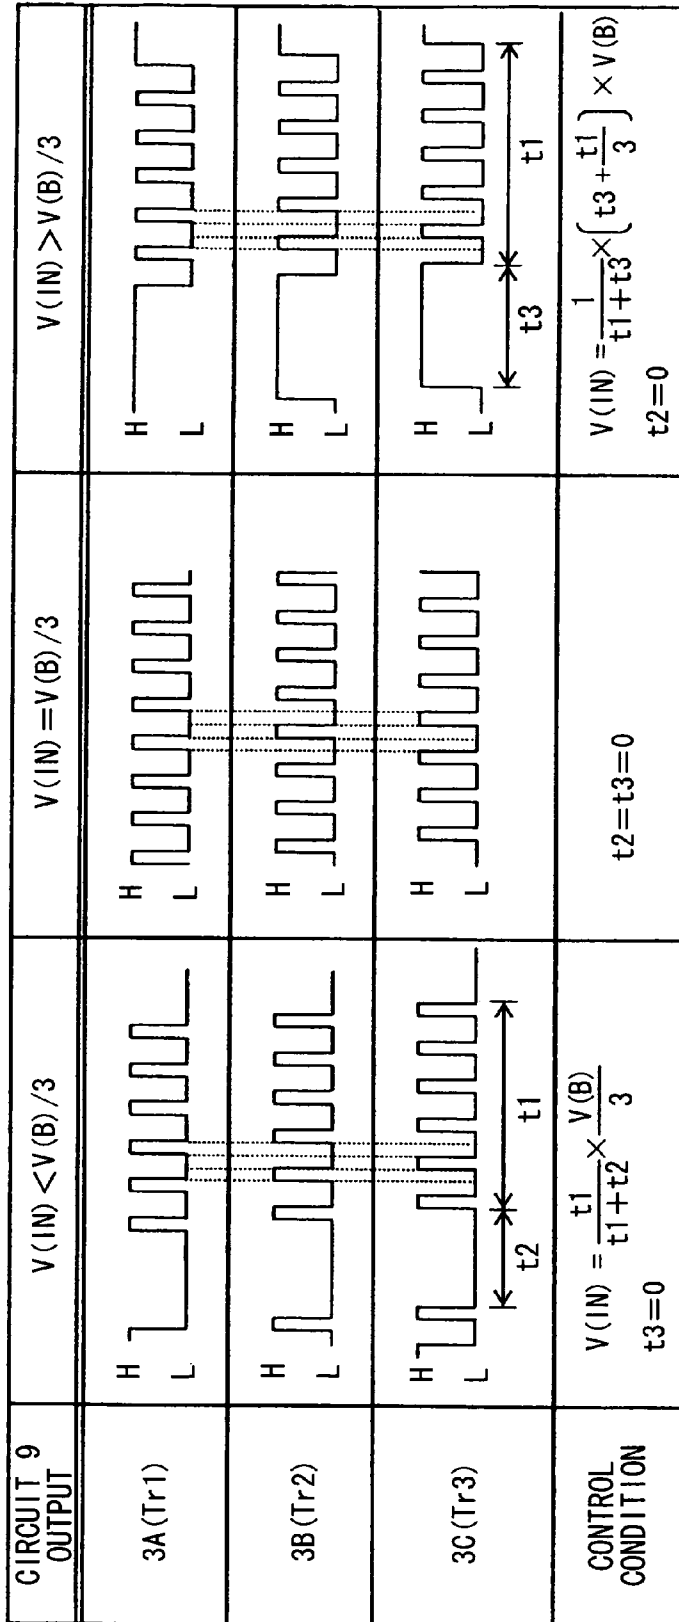 CIRCUIT 9
OUTPUT
V(IN)<V(B)/3
V(IN)=V(B)/3
V(IN)>V(B)/3
3A(Tr1)
H
L
H
L
H
L
3B(Tr2)
H
L
H
L
H
L
3C(Tr3)
H
L
t2
t1
H
L
H
L
t3
t1
CONTROL
CONDITION
V(IN) = t1/(t1+t2) × V(B)/3
t3=0
t2=t3=0
V(IN) = 1/(t1+t3) × (t3 + t1/3) × V(B)
t2=0